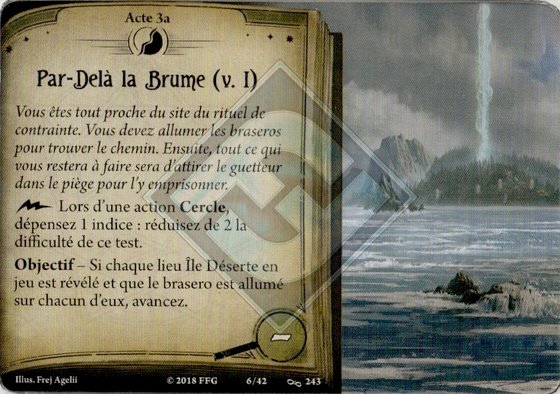 Acte 3a
Par-Delà la Brume (v. I)
Vous êtes tout proche du site du rituel de
contrainte. Vous devez allumer les braseros
pour trouver le chemin. Ensuite, tout ce qui
vous restera à faire sera d'attirer le guetteur
dans le piège pour l'y emprisonner.
Lors d'une action Cercle,
dépensez 1 indice : réduisez de 2 la
difficulté de ce test.
Objectif – Si chaque lieu Île Déserte en
jeu est révélé et que le brasero est allumé
sur chacun d'eux, avancez.
–
Illus. Frej Agelii
© 2018 FFG
6/42
243